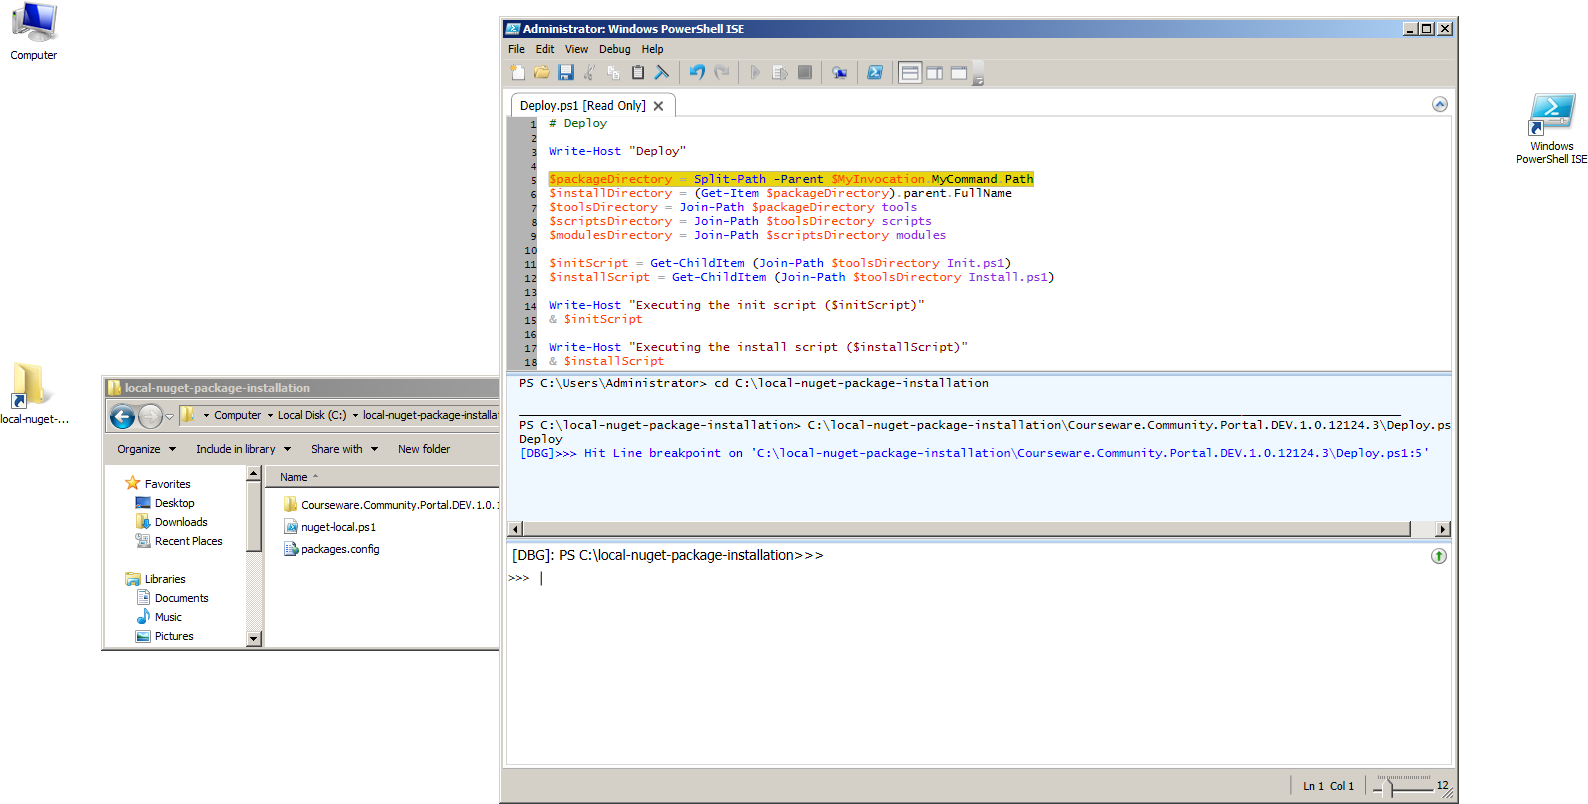 Computer
local-nuget-...
Windows
PowerShell ISE
local-nuget-package-installation
Computer Local Disk (C:) local-nuget-package-installat
Organize Include in library Share with New folder
Favorites
Desktop
Downloads
Recent Places
Libraries
Documents
Music
Pictures
Name
Courseware.Community.Portal.DEV.1.0.1
nuget-local.ps1
packages.config
Administrator: Windows PowerShell ISE
File Edit View Debug Help
Deploy.ps1 [Read Only]
1 # Deploy
2
3 Write-Host "Deploy"
4
5 $packageDirectory = Split-Path -Parent $MyInvocation.MyCommand.Path
6 $installDirectory = (Get-Item $packageDirectory).parent.FullName
7 $toolsDirectory = Join-Path $packageDirectory tools
8 $scriptsDirectory = Join-Path $toolsDirectory scripts
9 $modulesDirectory = Join-Path $scriptsDirectory modules
10
11 $initScript = Get-ChildItem (Join-Path $toolsDirectory Init.ps1)
12 $installScript = Get-ChildItem (Join-Path $toolsDirectory Install.ps1)
13
14 Write-Host "Executing the init script ($initScript)"
15 & $initScript
16
17 Write-Host "Executing the install script ($installScript)"
18 & $installScript
PS C:\Users\Administrator> cd C:\local-nuget-package-installation
PS C:\local-nuget-package-installation> C:\local-nuget-package-installation\Courseware.Community.Portal.DEV.1.0.12124.3\Deploy.ps
Deploy
[DBG]>>> Hit Line breakpoint on 'C:\local-nuget-package-installation\Courseware.Community.Portal.DEV.1.0.12124.3\Deploy.ps1:5'
[DBG]: PS C:\local-nuget-package-installation>>>
>>>
Ln 1 Col 1 12